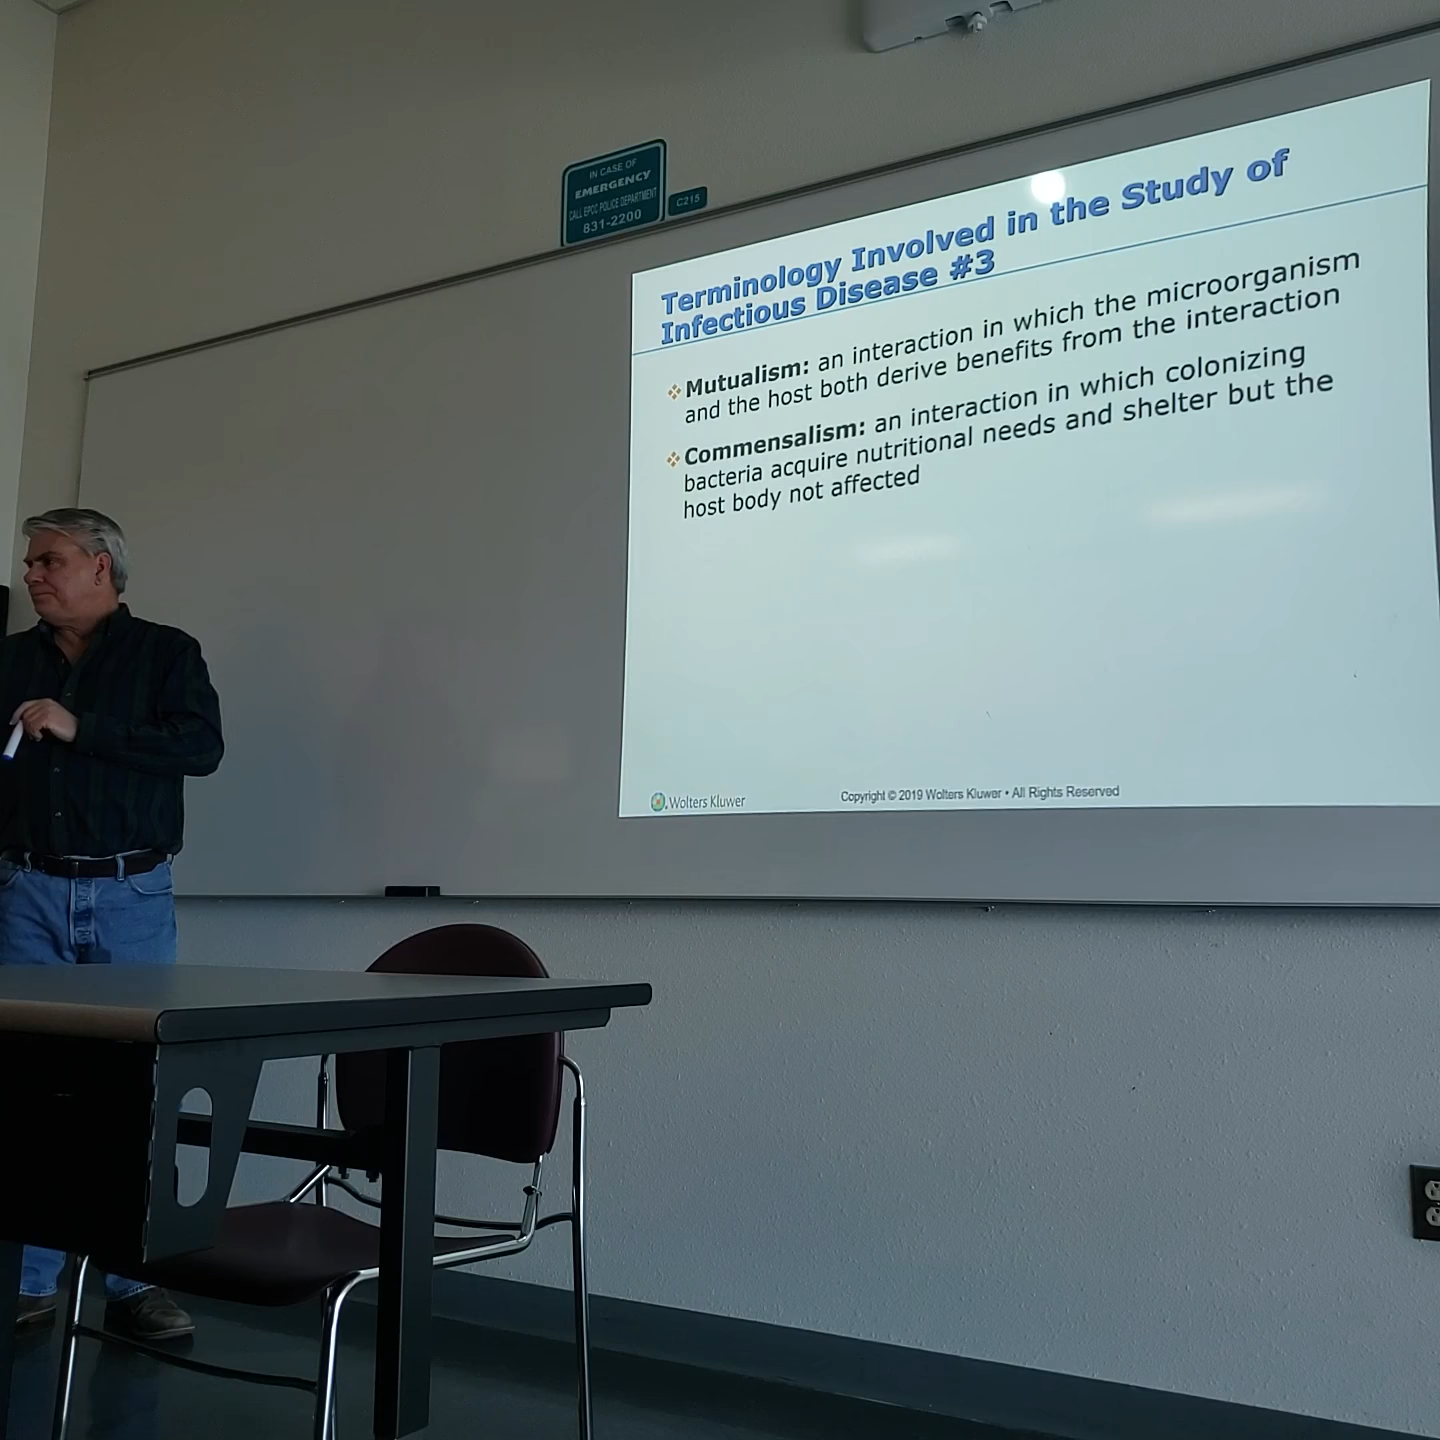 IN CASE OF
EMERGENCY
CALL EPCC POLICE DEPARTMENT
831-2200
C215
Terminology Involved in the Study of
Infectious Disease #3
Mutualism: an interaction in which the microorganism
and the host both derive benefits from the interaction
Commensalism: an interaction in which colonizing
bacteria acquire nutritional needs and shelter but the
host body not affected
Wolters Kluwer
Copyright © 2019 Wolters Kluwer • All Rights Reserved